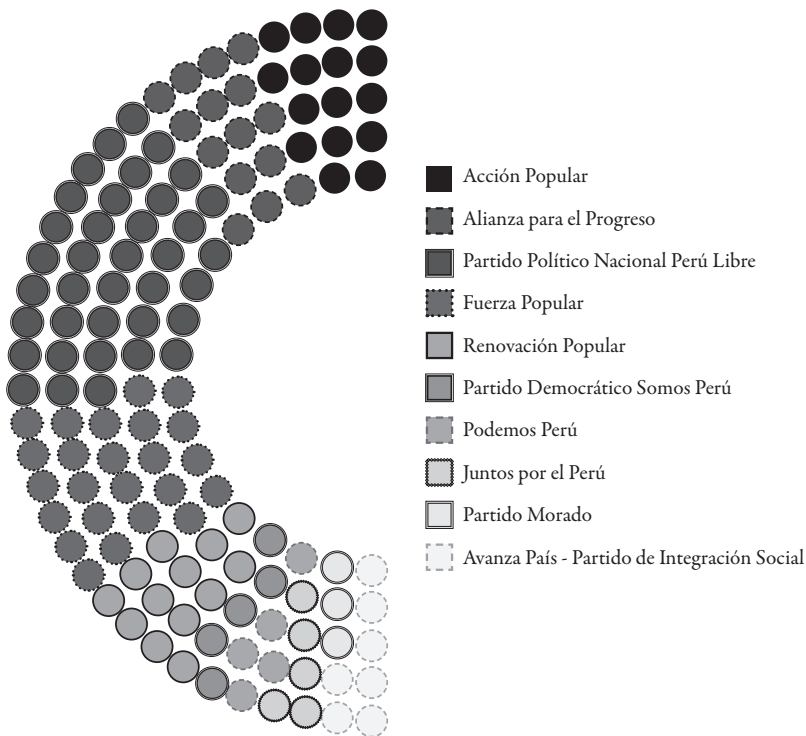 Acción Popular
Alianza para el Progreso
Partido Político Nacional Perú Libre
Fuerza Popular
Renovación Popular
Partido Democrático Somos Perú
Podemos Perú
Juntos por el Perú
Partido Morado
Avanza País - Partido de Integración Social